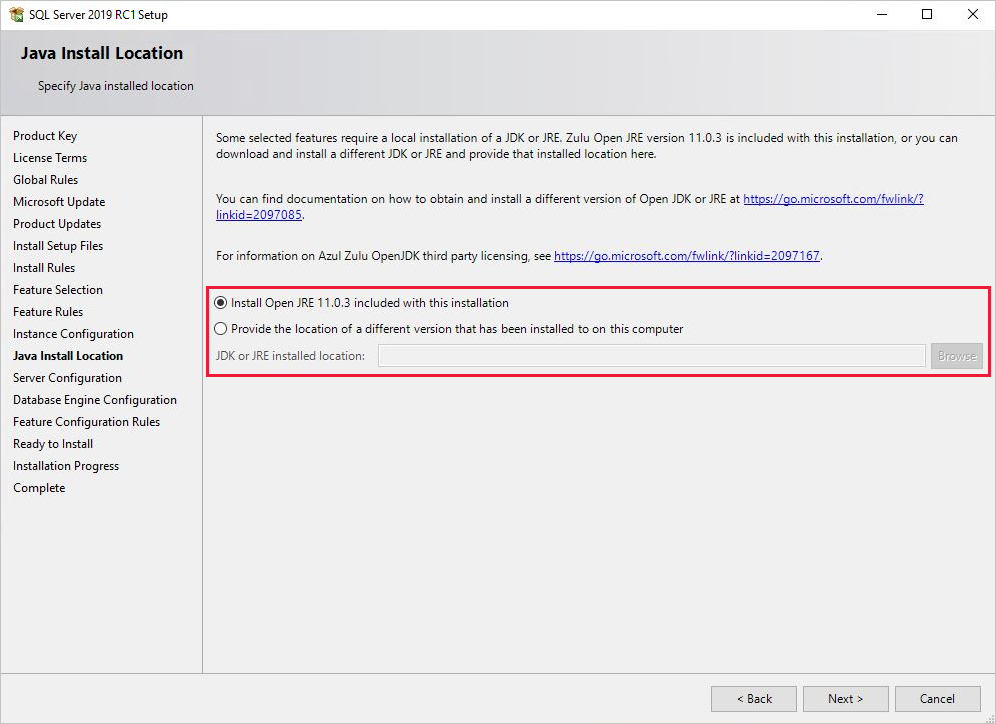 SQL Server 2019 RC1 Setup
Java Install Location
Specify Java installed location
Product Key
License Terms
Global Rules
Microsoft Update
Product Updates
Install Setup Files
Install Rules
Feature Selection
Feature Rules
Instance Configuration
Java Install Location
Server Configuration
Database Engine Configuration
Feature Configuration Rules
Ready to Install
Installation Progress
Complete
Some selected features require a local installation of a JDK or JRE. Zulu Open JRE version 11.0.3 is included with this installation, or you can
download and install a different JDK or JRE and provide that installed location here.
You can find documentation on how to obtain and install a different version of Open JDK or JRE at https://go.microsoft.com/fwlink/?
linkid=2097085.
For information on Azul Zulu OpenJDK third party licensing, see https://go.microsoft.com/fwlink/?linkid=2097167.
Install Open JRE 11.0.3 included with this installation
Provide the location of a different version that has been installed to on this computer
JDK or JRE installed location:
Browse
< Back
Next >
Cancel